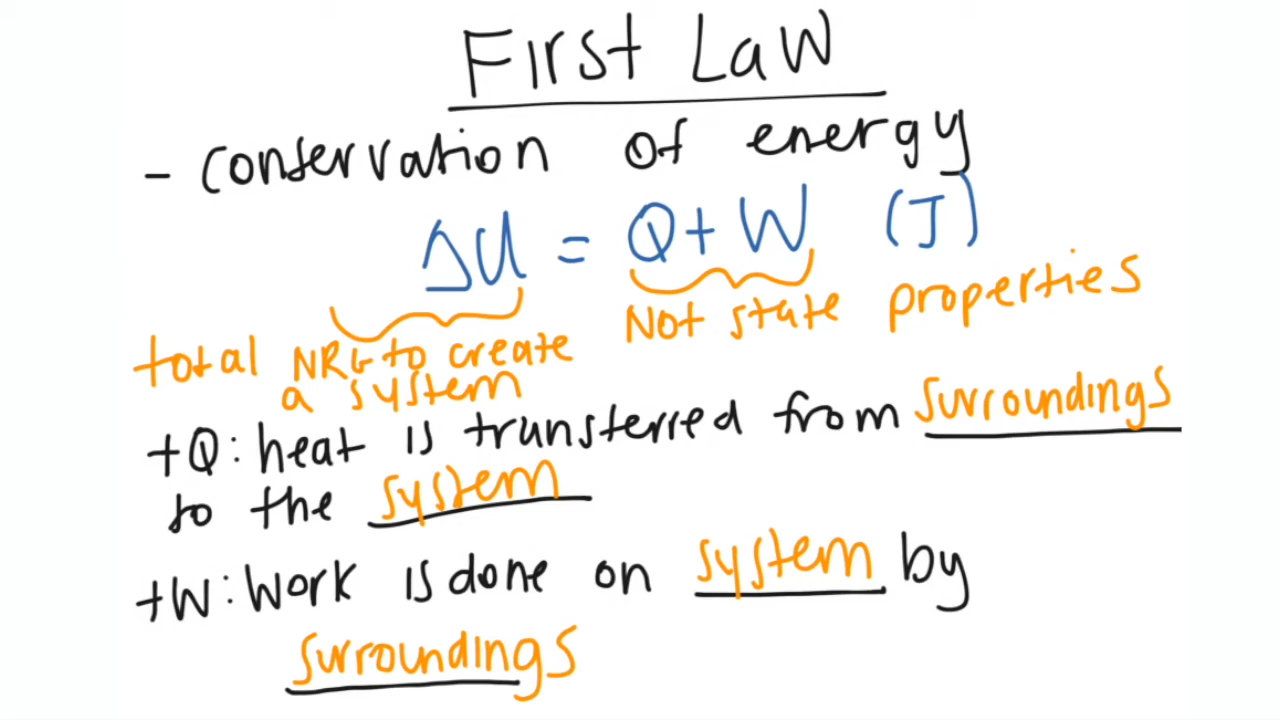 First Law
- conservation of energy
ΔU = Q + W (J)
Not state properties
total NRG to create
a system
+Q: heat is transferred from surroundings
to the system
+W: Work is done on system by
surroundings